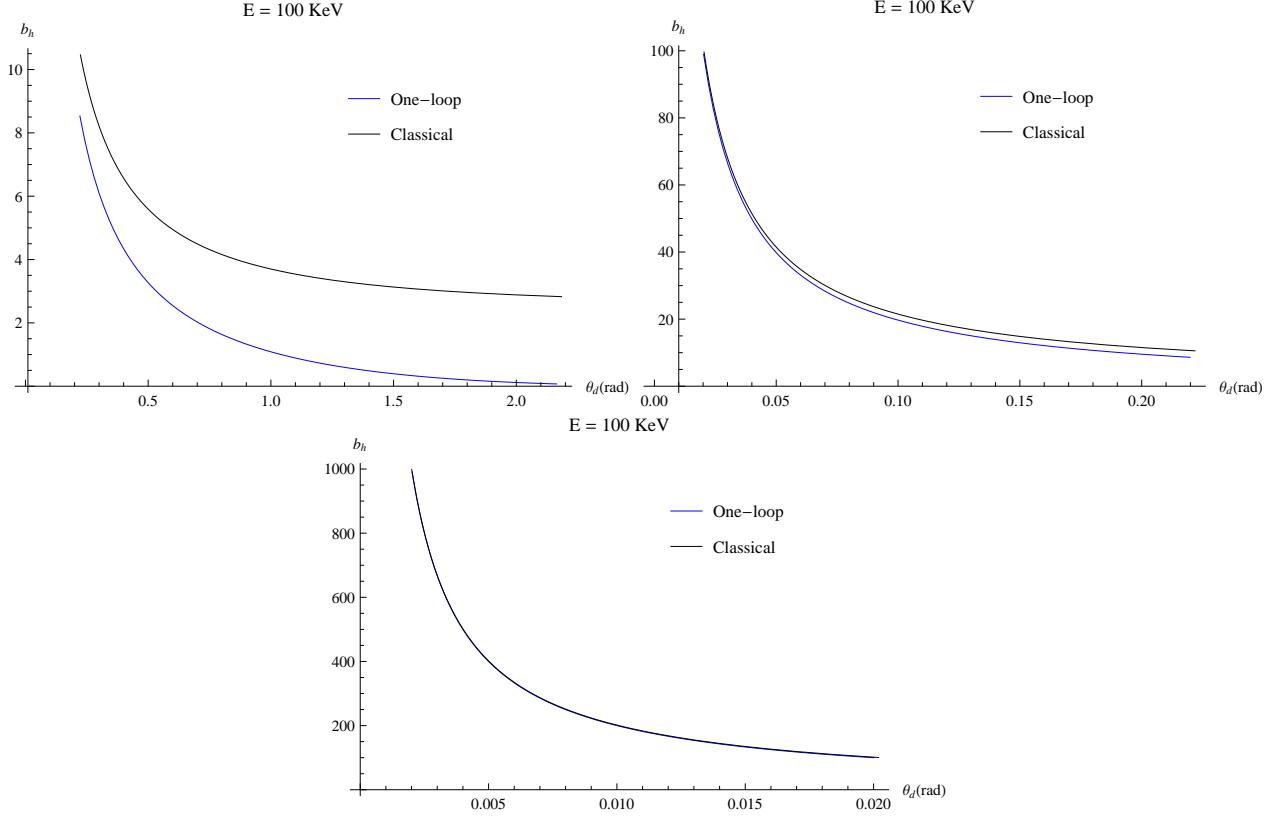 E = 100 KeV
b_h
10
8
6
4
2
0.5 1.0 1.5 2.0
θ_d(rad)
One−loop
Classical
E = 100 KeV
b_h
100
80
60
40
20
0.00 0.05 0.10 0.15 0.20
θ_d(rad)
One−loop
Classical
E = 100 KeV
b_h
1000
800
600
400
200
0.005 0.010 0.015 0.020
θ_d(rad)
One−loop
Classical